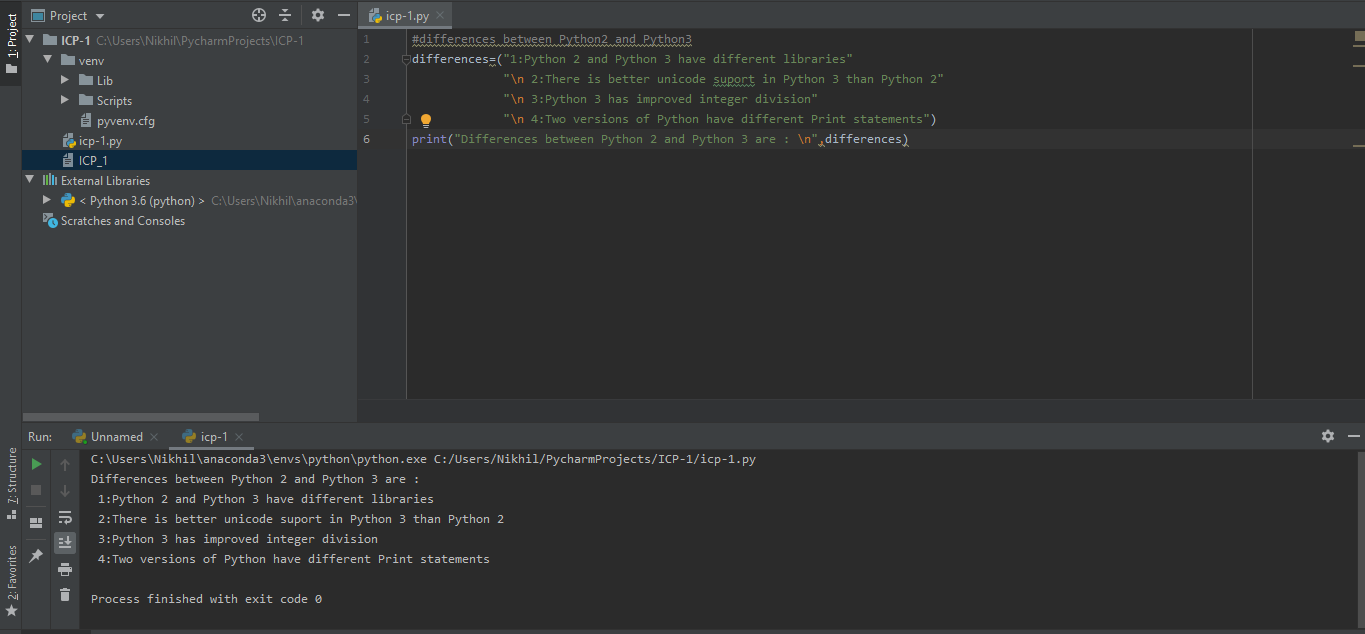 1: Project
Project
ICP-1 C:\Users\Nikhil\PycharmProjects\ICP-1
venv
Lib
Scripts
pyvenv.cfg
icp-1.py
ICP_1
External Libraries
< Python 3.6 (python) > C:\Users\Nikhil\anaconda3\
Scratches and Consoles
icp-1.py
1 #differences between Python2 and Python3
2 differences=("1:Python 2 and Python 3 have different libraries"
3 "\n 2:There is better unicode suport in Python 3 than Python 2"
4 "\n 3:Python 3 has improved integer division"
5 "\n 4:Two versions of Python have different Print statements")
6 print("Differences between Python 2 and Python 3 are : \n",differences)
Run: Unnamed icp-1
7: Structure
2: Favorites
C:\Users\Nikhil\anaconda3\envs\python\python.exe C:/Users/Nikhil/PycharmProjects/ICP-1/icp-1.py
Differences between Python 2 and Python 3 are :
1:Python 2 and Python 3 have different libraries
2:There is better unicode suport in Python 3 than Python 2
3:Python 3 has improved integer division
4:Two versions of Python have different Print statements
Process finished with exit code 0